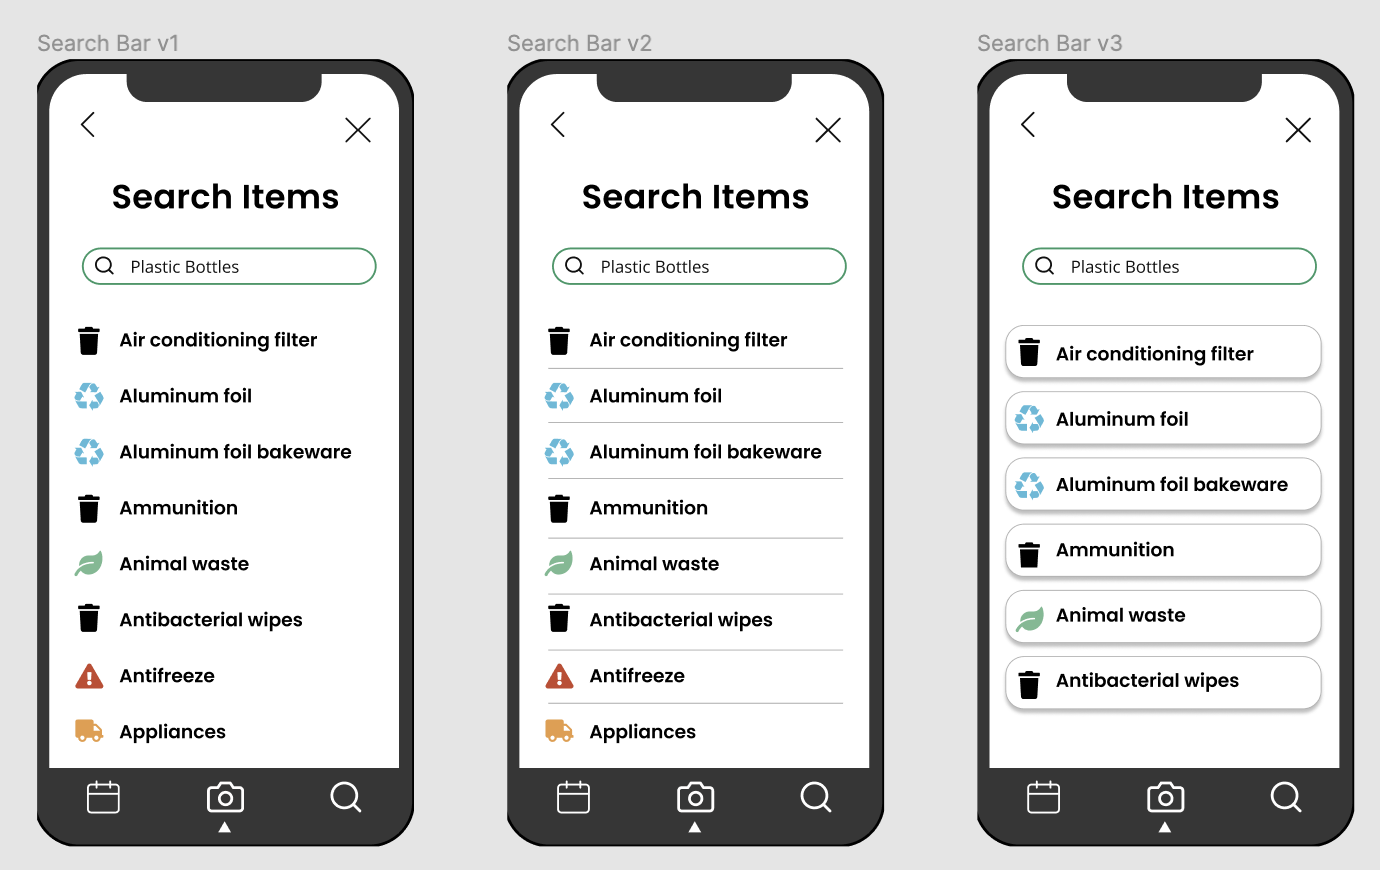 Search Bar v1
Search Items
Plastic Bottles
Air conditioning filter
Aluminum foil
Aluminum foil bakeware
Ammunition
Animal waste
Antibacterial wipes
Antifreeze
Appliances
Search Bar v2
Search Items
Plastic Bottles
Air conditioning filter
Aluminum foil
Aluminum foil bakeware
Ammunition
Animal waste
Antibacterial wipes
Antifreeze
Appliances
Search Bar v3
Search Items
Plastic Bottles
Air conditioning filter
Aluminum foil
Aluminum foil bakeware
Ammunition
Animal waste
Antibacterial wipes